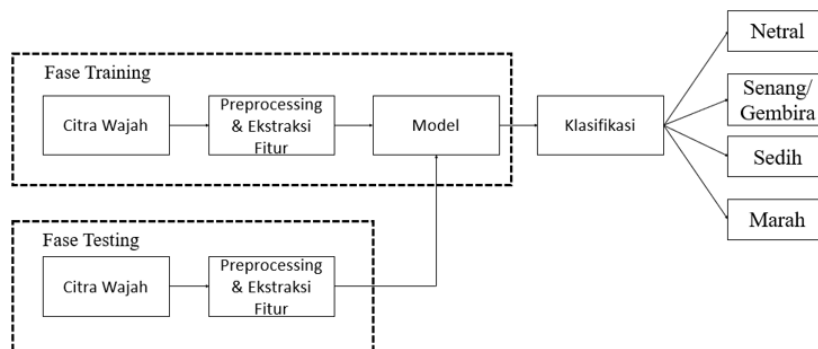 Fase Training
Citra Wajah
Preprocessing
& Ekstraksi
Fitur
Model
Klasifikasi
Netral
Senang/
Gembira
Sedih
Marah
Fase Testing
Citra Wajah
Preprocessing
& Ekstraksi
Fitur